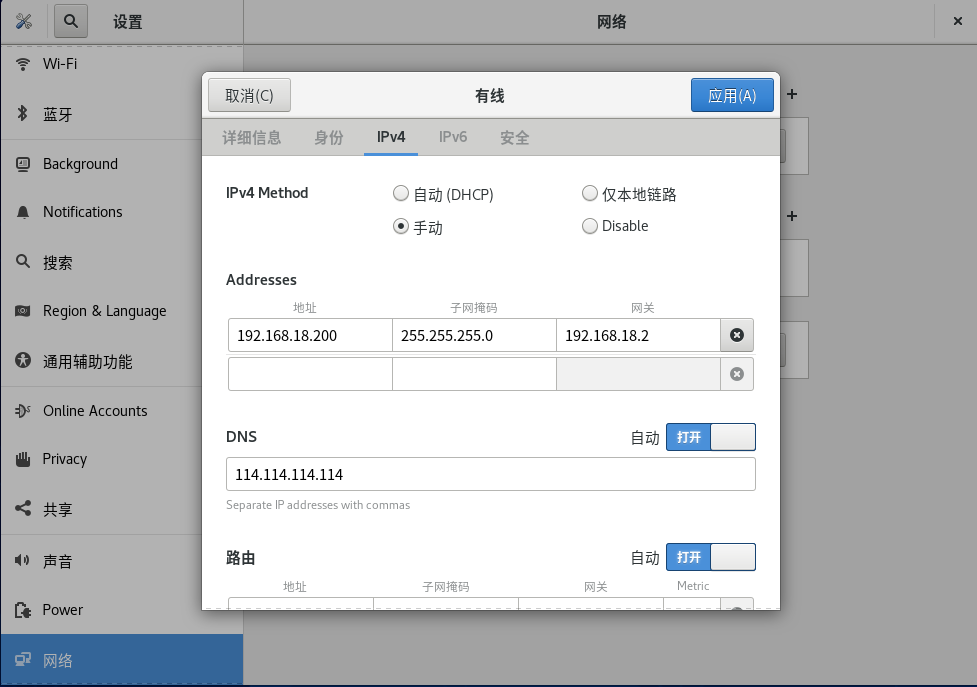 设置
网络
Wi-Fi
蓝牙
Background
Notifications
搜索
Region & Language
通用辅助功能
Online Accounts
Privacy
共享
声音
Power
网络
取消(C)
有线
应用(A)
详细信息 身份 IPv4 IPv6 安全
IPv4 Method
自动 (DHCP)
仅本地链路
手动
Disable
Addresses
地址 子网掩码 网关
192.168.18.200 255.255.255.0 192.168.18.2
DNS
自动 打开
114.114.114.114
Separate IP addresses with commas
路由
自动 打开
地址 子网掩码 网关 Metric